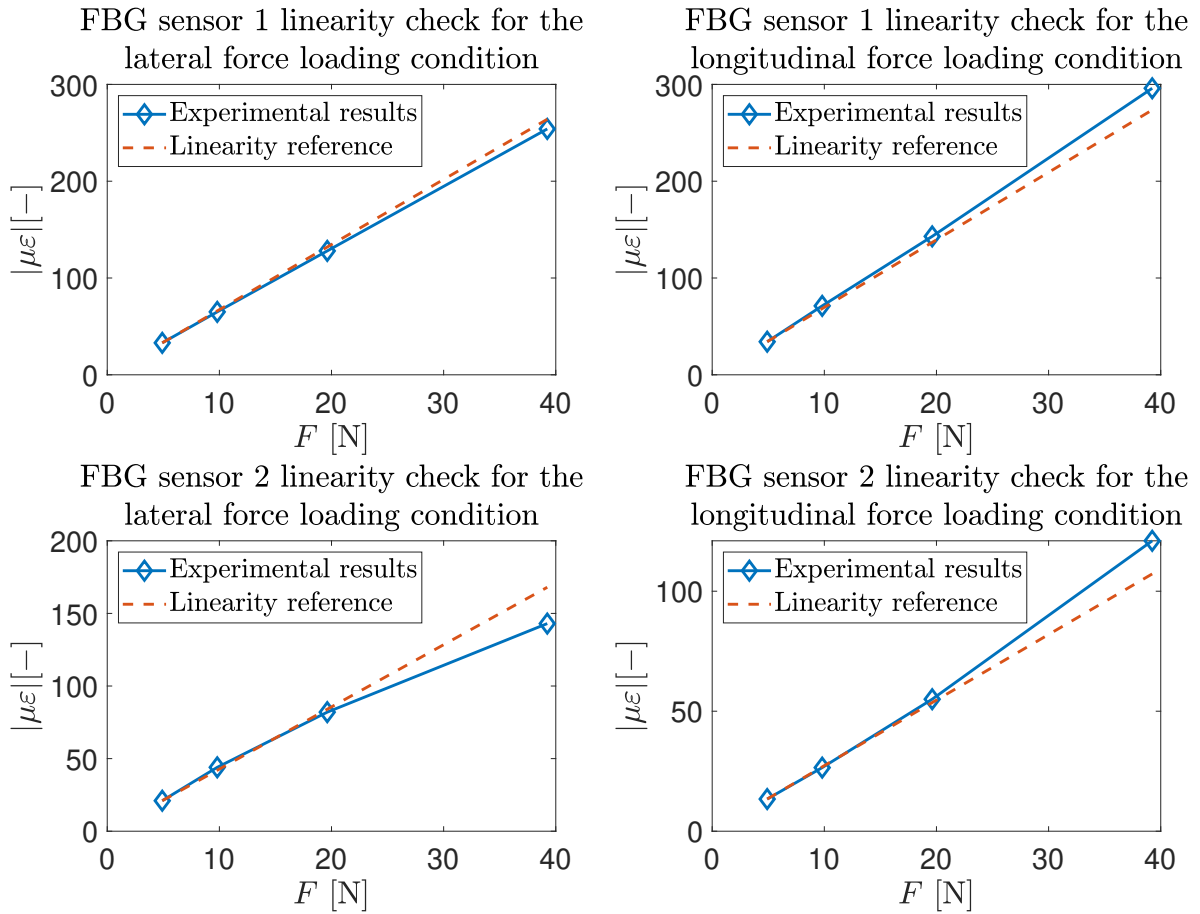 FBG sensor 1 linearity check for the
lateral force loading condition
300
200
100
0
|με|[−]
Experimental results
Linearity reference
0 10 20 30 40
F [N]
FBG sensor 1 linearity check for the
longitudinal force loading condition
300
200
100
0
|με|[−]
Experimental results
Linearity reference
0 10 20 30 40
F [N]
FBG sensor 2 linearity check for the
lateral force loading condition
200
150
100
50
0
|με|[−]
Experimental results
Linearity reference
0 10 20 30 40
F [N]
FBG sensor 2 linearity check for the
longitudinal force loading condition
100
50
0
|με|[−]
Experimental results
Linearity reference
0 10 20 30 40
F [N]